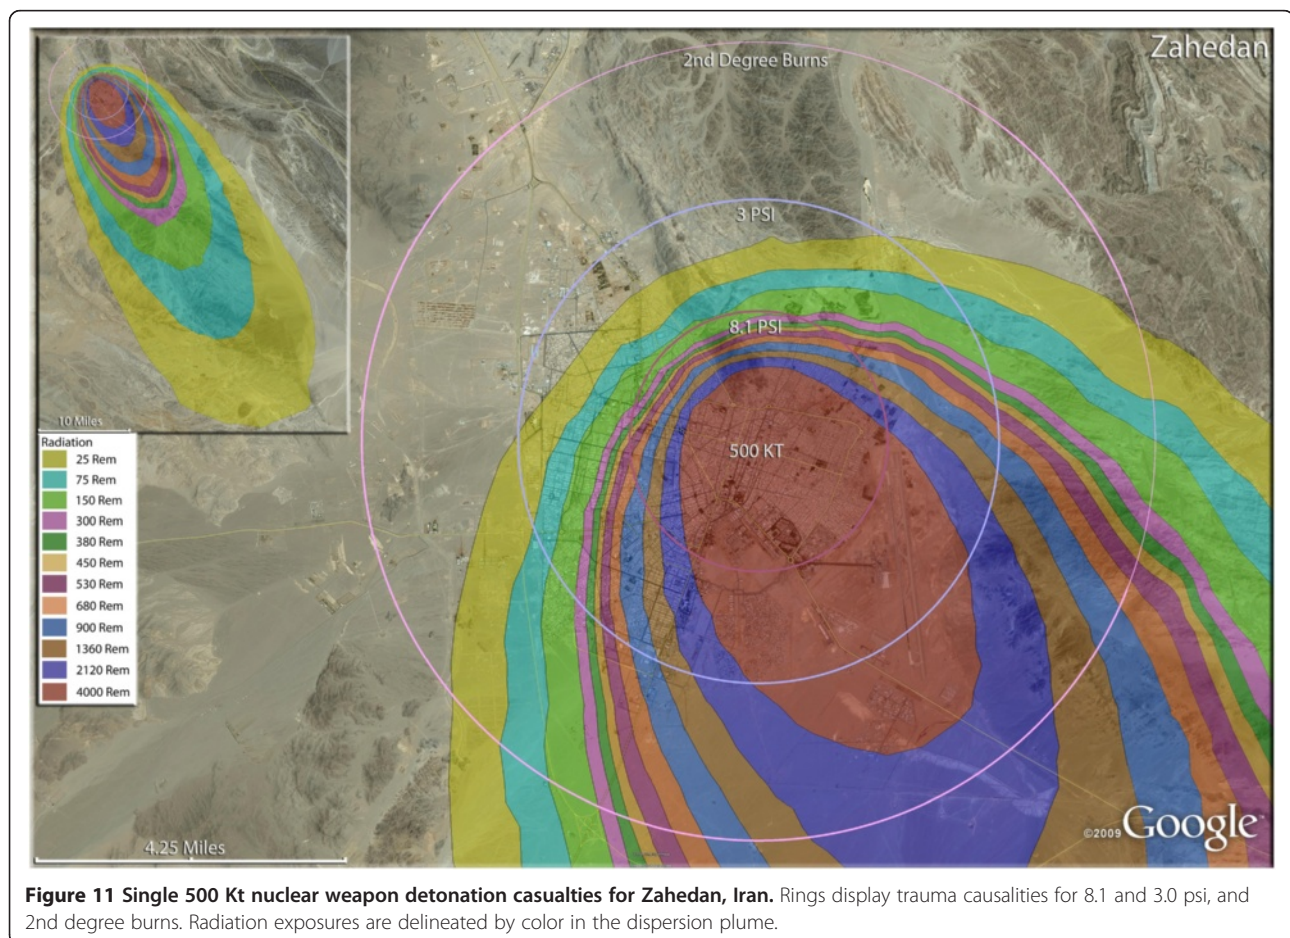 Zahedan
2nd Degree Burns
3 PSI
8.1 PSI
500 KT
10 Miles
Radiation
25 Rem
75 Rem
150 Rem
300 Rem
380 Rem
450 Rem
530 Rem
680 Rem
900 Rem
1360 Rem
2120 Rem
4000 Rem
4.25 Miles
©2009 Google
Figure 11 Single 500 Kt nuclear weapon detonation casualties for Zahedan, Iran. Rings display trauma causalities for 8.1 and 3.0 psi, and
2nd degree burns. Radiation exposures are delineated by color in the dispersion plume.